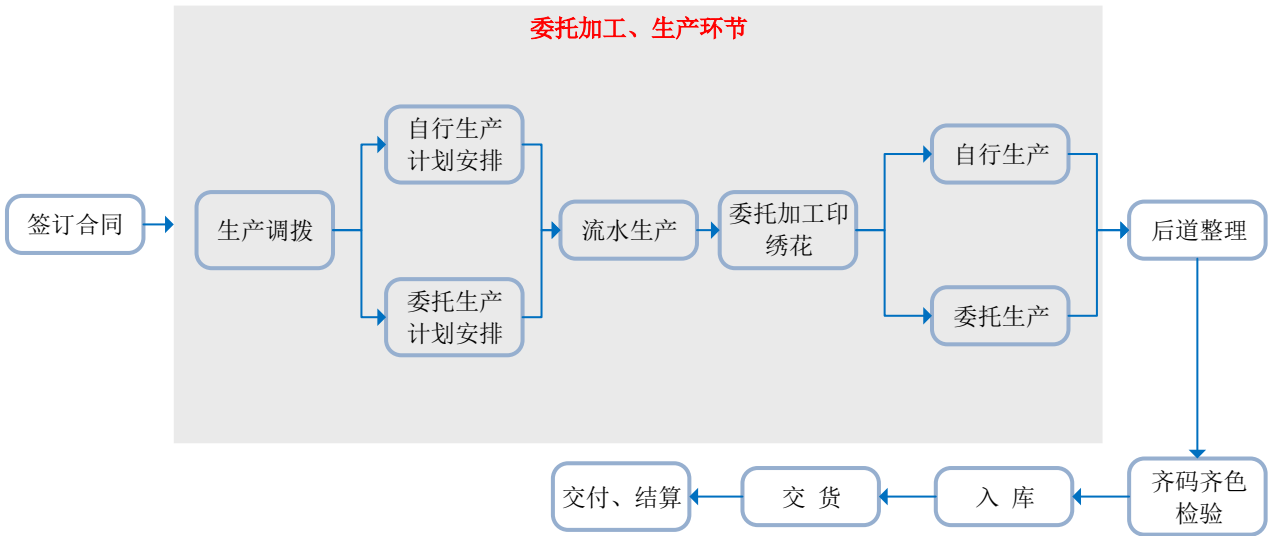 委托加工、生产环节
签订合同
生产调拨
自行生产
计划安排
委托生产
计划安排
流水生产
委托加工印
绣花
自行生产
委托生产
后道整理
齐码齐色
检验
入 库
交 货
交付、结算